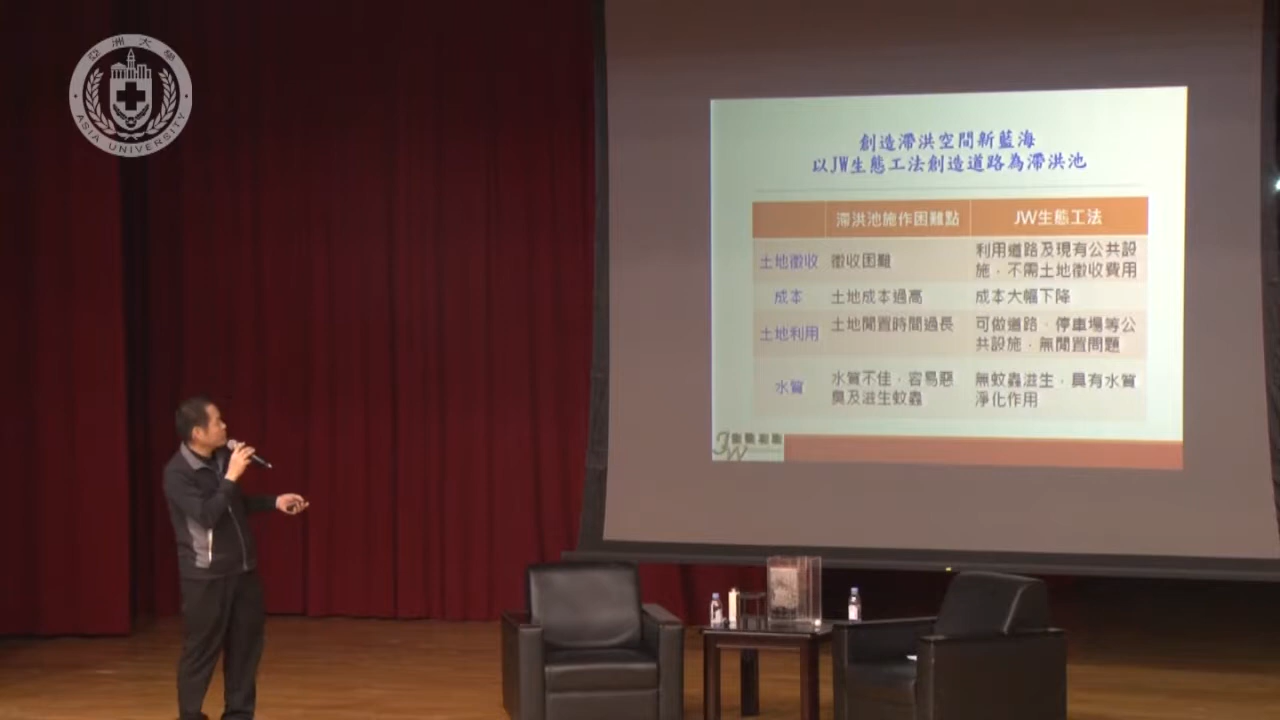 亞洲大學
ASIA UNIVERSITY
創造滯洪空間新藍海
以JW生態工法創造道路為滯洪池
滯洪池施作困難點
JW生態工法
土地徵收
徵收困難
利用道路及現有公共設
施，不需土地徵收費用
成本
土地成本過高
成本大幅下降
土地利用
土地閒置時間過長
可做道路、停車場等公
共設施，無閒置問題
水質
水質不佳，容易惡
臭及滋生蚊蟲
無蚊蟲滋生，具有水質
淨化作用
JW